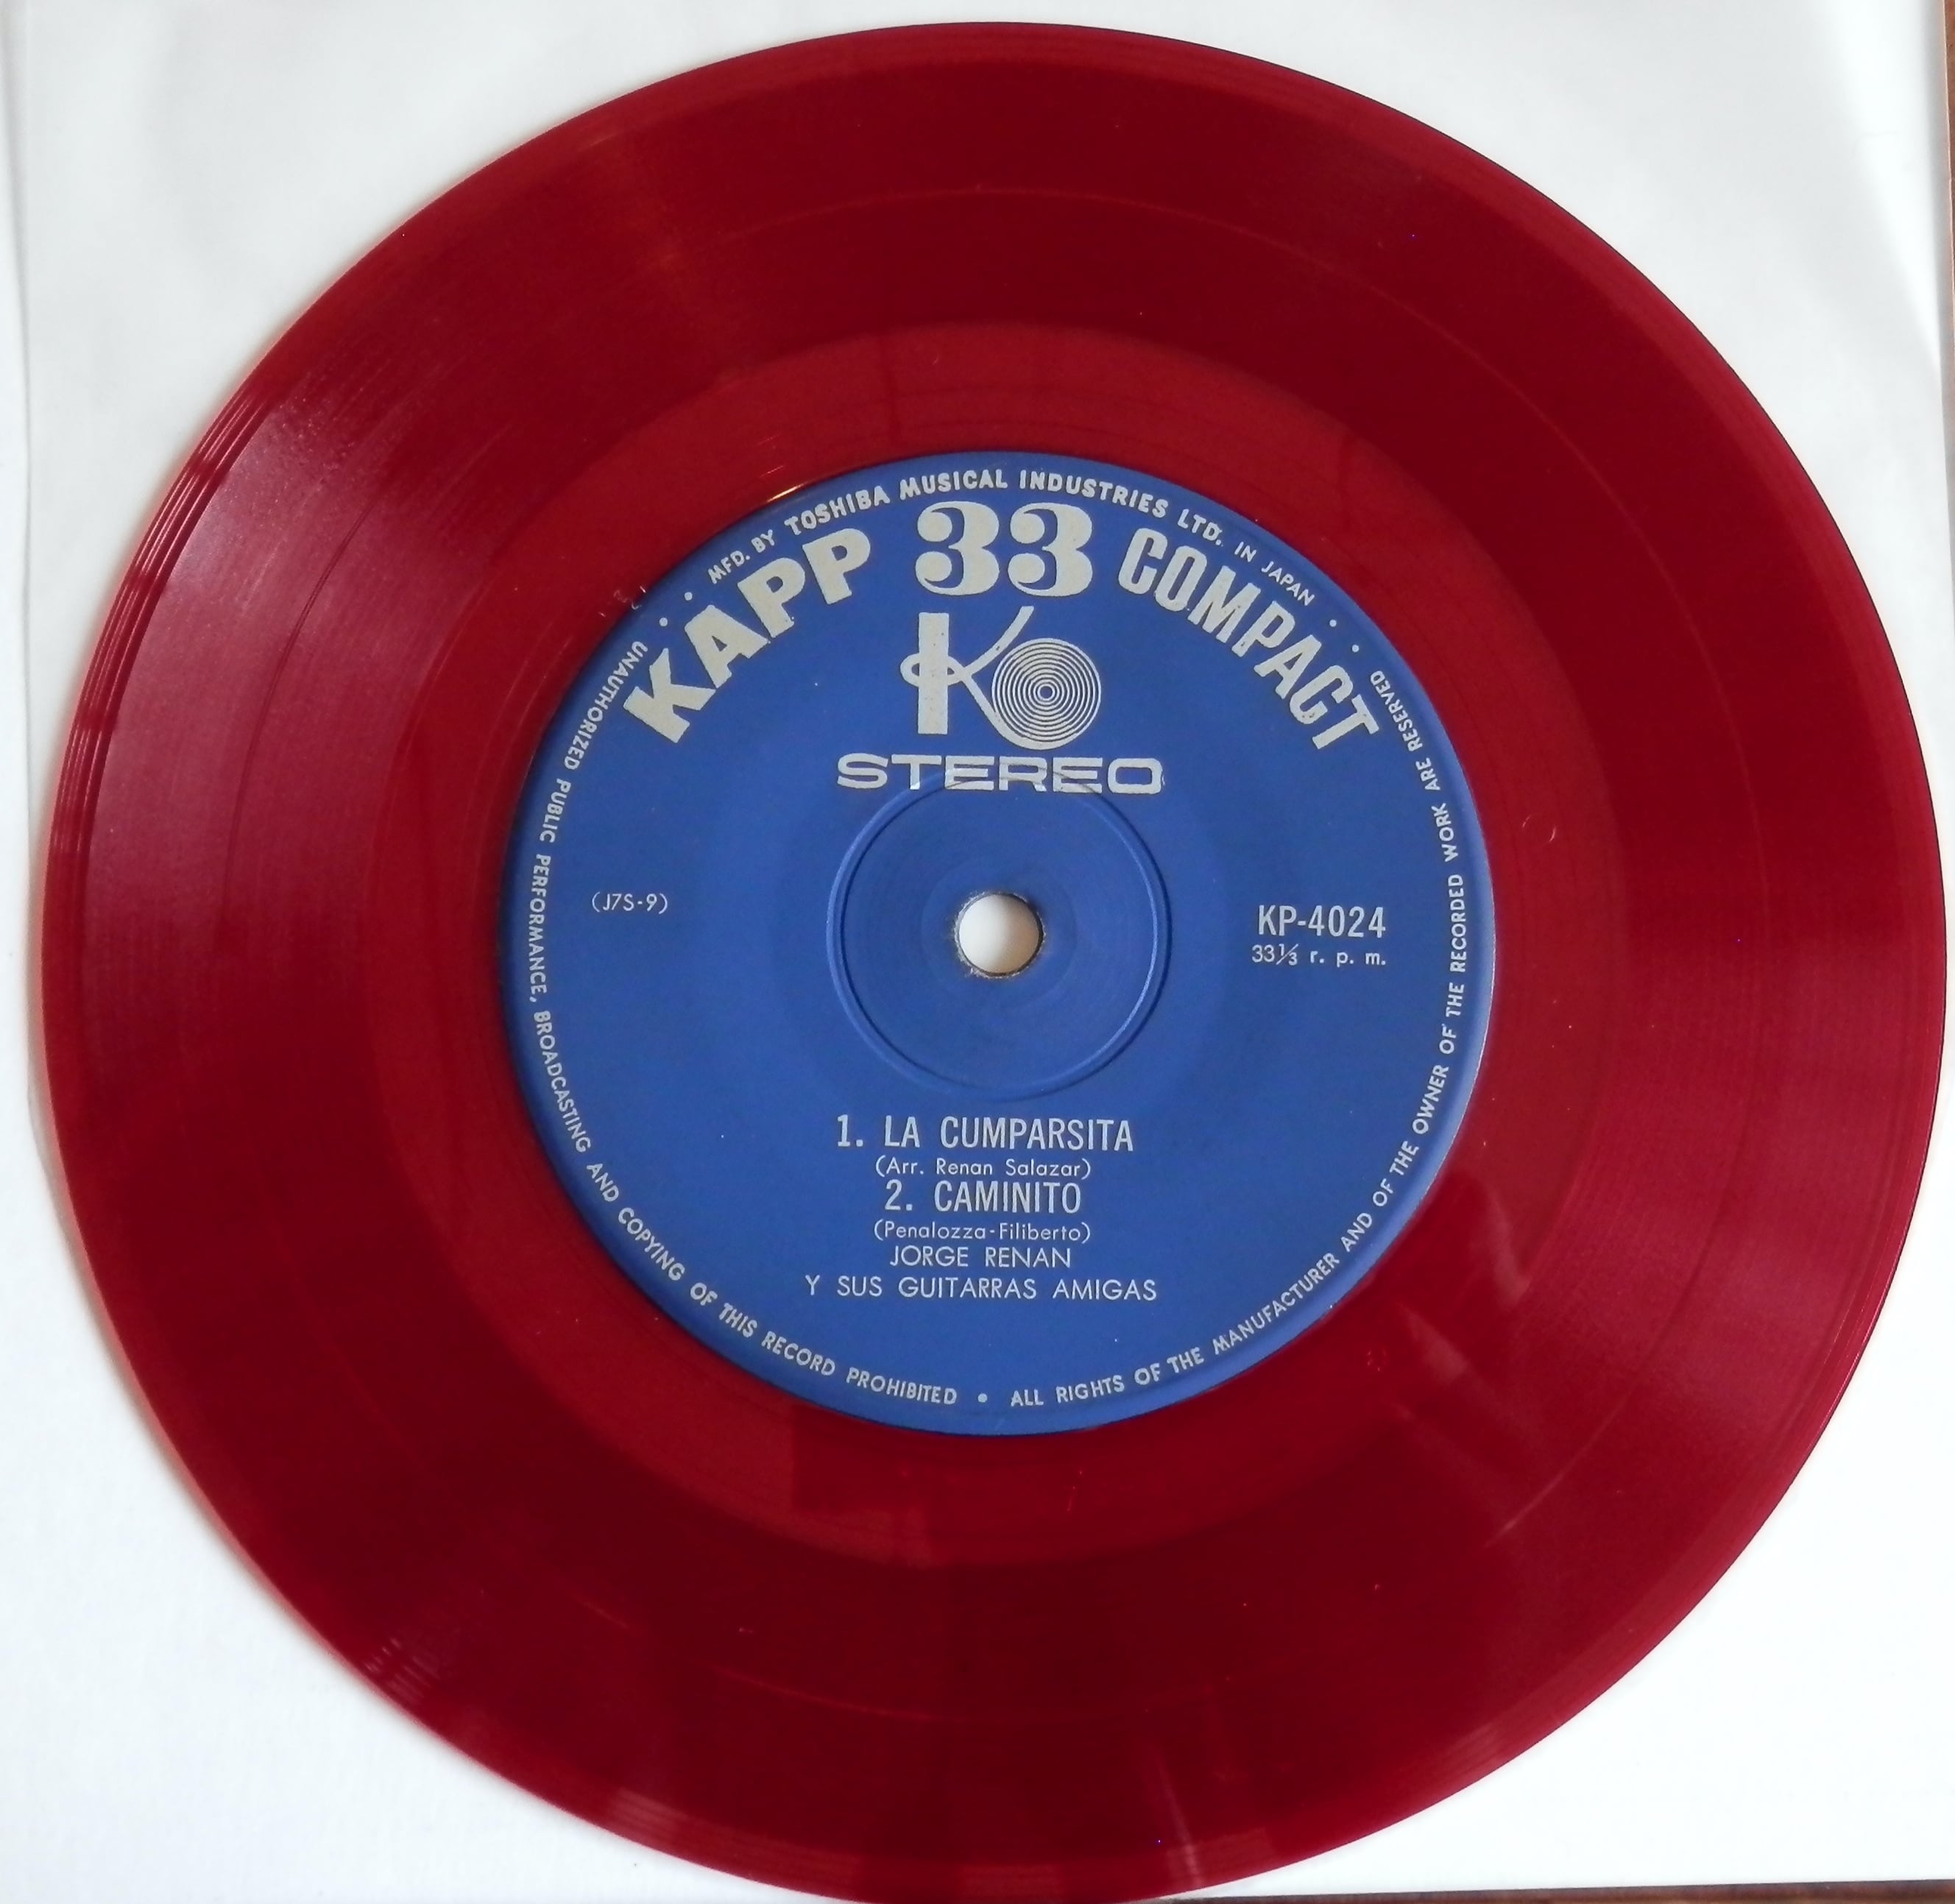 MFD. BY TOSHIBA MUSICAL INDUSTRIES LTD. IN JAPAN
KAPP 33 COMPACT
K
STEREO
(J7S-9)
KP-4024
33⅓ r. p. m.
1. LA CUMPARSITA
(Arr. Renan Salazar)
2. CAMINITO
(Penalozza-Filiberto)
JORGE RENAN
Y SUS GUITARRAS AMIGAS
UNAUTHORIZED PUBLIC PERFORMANCE, BROADCASTING AND COPYING OF THIS RECORD PROHIBITED • ALL RIGHTS OF THE MANUFACTURER AND OF THE OWNER OF THE RECORDED WORK ARE RESERVED